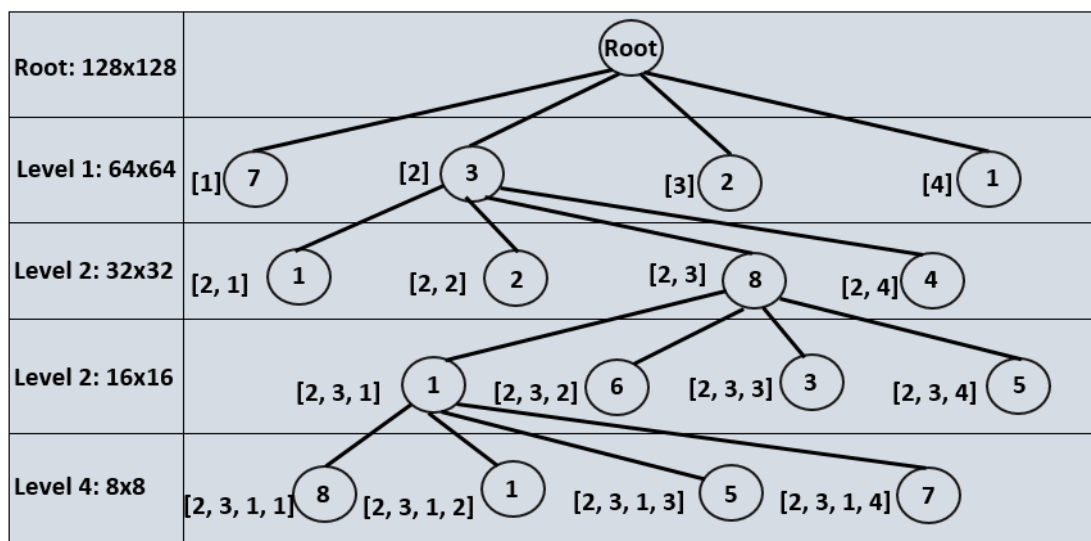 Root: 128x128
Root
Level 1: 64x64
[1] 7
[2] 3
[3] 2
[4] 1
Level 2: 32x32
[2, 1] 1
[2, 2] 2
[2, 3] 8
[2, 4] 4
Level 2: 16x16
[2, 3, 1] 1
[2, 3, 2] 6
[2, 3, 3] 3
[2, 3, 4] 5
Level 4: 8x8
[2, 3, 1, 1] 8
[2, 3, 1, 2] 1
[2, 3, 1, 3] 5
[2, 3, 1, 4] 7